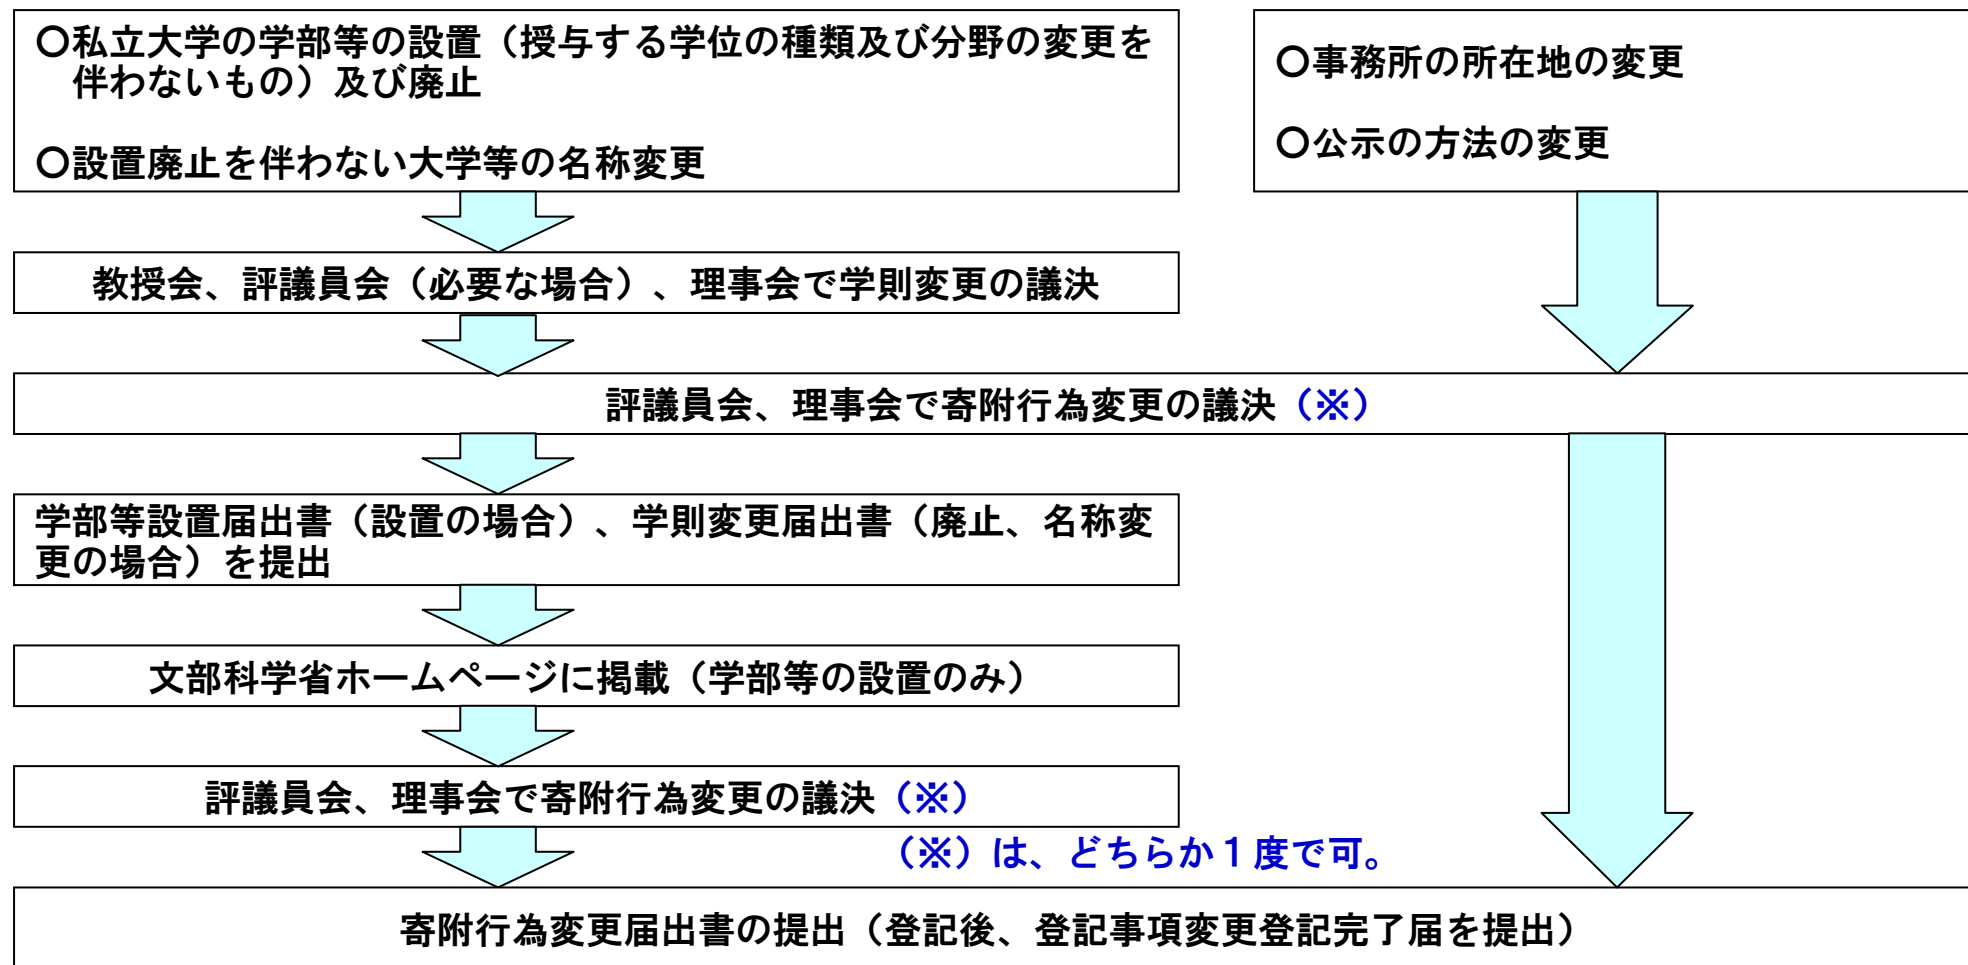 〇私立大学の学部等の設置（授与する学位の種類及び分野の変更を
伴わないもの）及び廃止
〇設置廃止を伴わない大学等の名称変更
〇事務所の所在地の変更
〇公示の方法の変更
教授会、評議員会（必要な場合）、理事会で学則変更の議決
評議員会、理事会で寄附行為変更の議決（※）
学部等設置届出書（設置の場合）、学則変更届出書（廃止、名称変
更の場合）を提出
文部科学省ホームページに掲載（学部等の設置のみ）
評議員会、理事会で寄附行為変更の議決（※）
（※）は、どちらか１度で可。
寄附行為変更届出書の提出（登記後、登記事項変更登記完了届を提出）